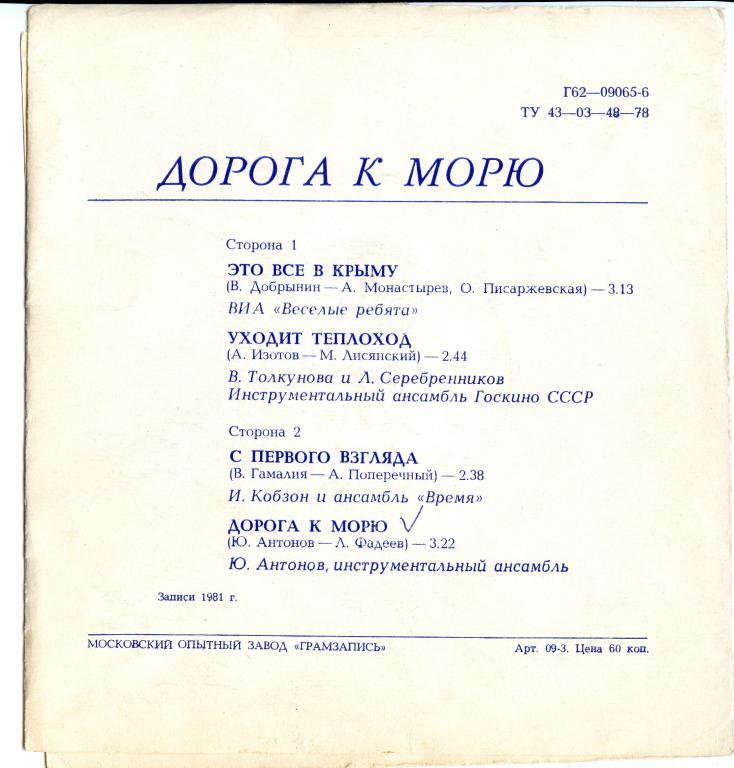 Г62—09065-6
ТУ 43—03—48—78
ДОРОГА К МОРЮ
Сторона 1
ЭТО ВСЕ В КРЫМУ
(В. Добрынин — А. Монастырев, О. Писаржевская) — 3.13
ВИА «Веселые ребята»
УХОДИТ ТЕПЛОХОД
(А. Изотов — М. Лисянский) — 2.44
В. Толкунова и Л. Серебренников
Инструментальный ансамбль Госкино СССР
Сторона 2
С ПЕРВОГО ВЗГЛЯДА
(В. Гамалия — А. Поперечный) — 2.38
И. Кобзон и ансамбль «Время»
ДОРОГА К МОРЮ
(Ю. Антонов — Л. Фадеев) — 3.22
Ю. Антонов, инструментальный ансамбль
Записи 1981 г.
МОСКОВСКИЙ ОПЫТНЫЙ ЗАВОД «ГРАМЗАПИСЬ»
Арт. 09-3. Цена 60 коп.